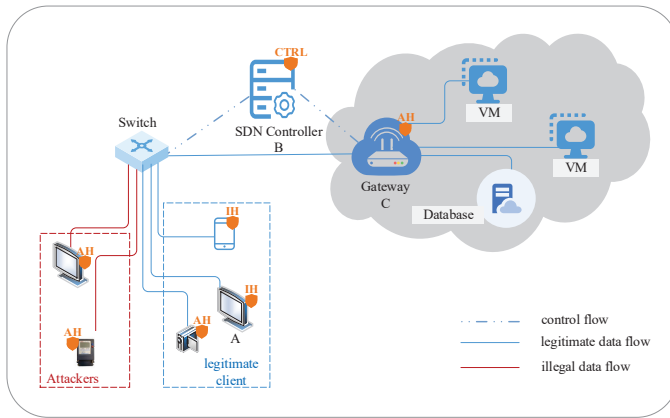 CTRL
Switch
SDN Controller
B
AH
Gateway
C
VM
VM
Database
AH
AH
Attackers
IH
IH
A
AH
legitimate
client
control flow
legitimate data flow
illegal data flow